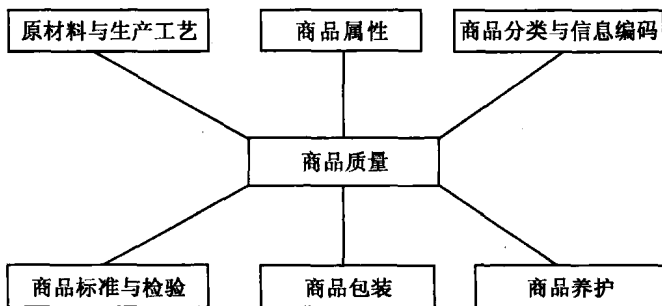 原材料与生产工艺
商品属性
商品分类与信息编码
商品质量
商品标准与检验
商品包装
商品养护